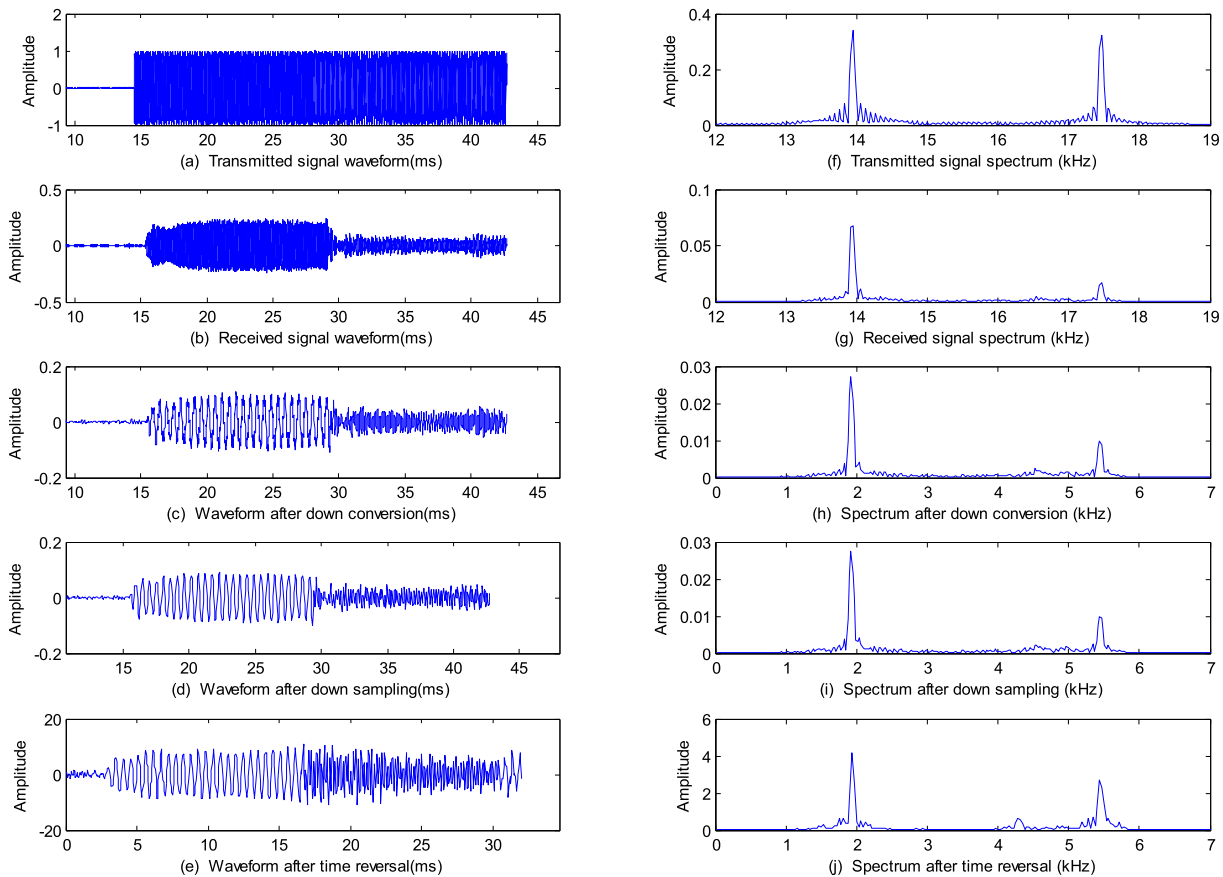 2
1
0
-1
Amplitude
10 15 20 25 30 35 40 45
(a) Transmitted signal waveform(ms)
0.4
0.2
0
Amplitude
12 13 14 15 16 17 18 19
(f) Transmitted signal spectrum (kHz)
0.5
0
-0.5
Amplitude
10 15 20 25 30 35 40 45
(b) Received signal waveform(ms)
0.1
0.05
0
Amplitude
12 13 14 15 16 17 18 19
(g) Received signal spectrum (kHz)
0.2
0
-0.2
Amplitude
10 15 20 25 30 35 40 45
(c) Waveform after down conversion(ms)
0.03
0.02
0.01
0
Amplitude
0 1 2 3 4 5 6 7
(h) Spectrum after down conversion (kHz)
0.2
0
-0.2
Amplitude
15 20 25 30 35 40 45 50
(d) Waveform after down sampling(ms)
0.03
0.02
0.01
0
Amplitude
0 1 2 3 4 5 6 7
(i) Spectrum after down sampling (kHz)
20
0
-20
Amplitude
0 5 10 15 20 25 30
(e) Waveform after time reversal(ms)
6
4
2
0
Amplitude
0 1 2 3 4 5 6 7
(j) Spectrum after time reversal (kHz)